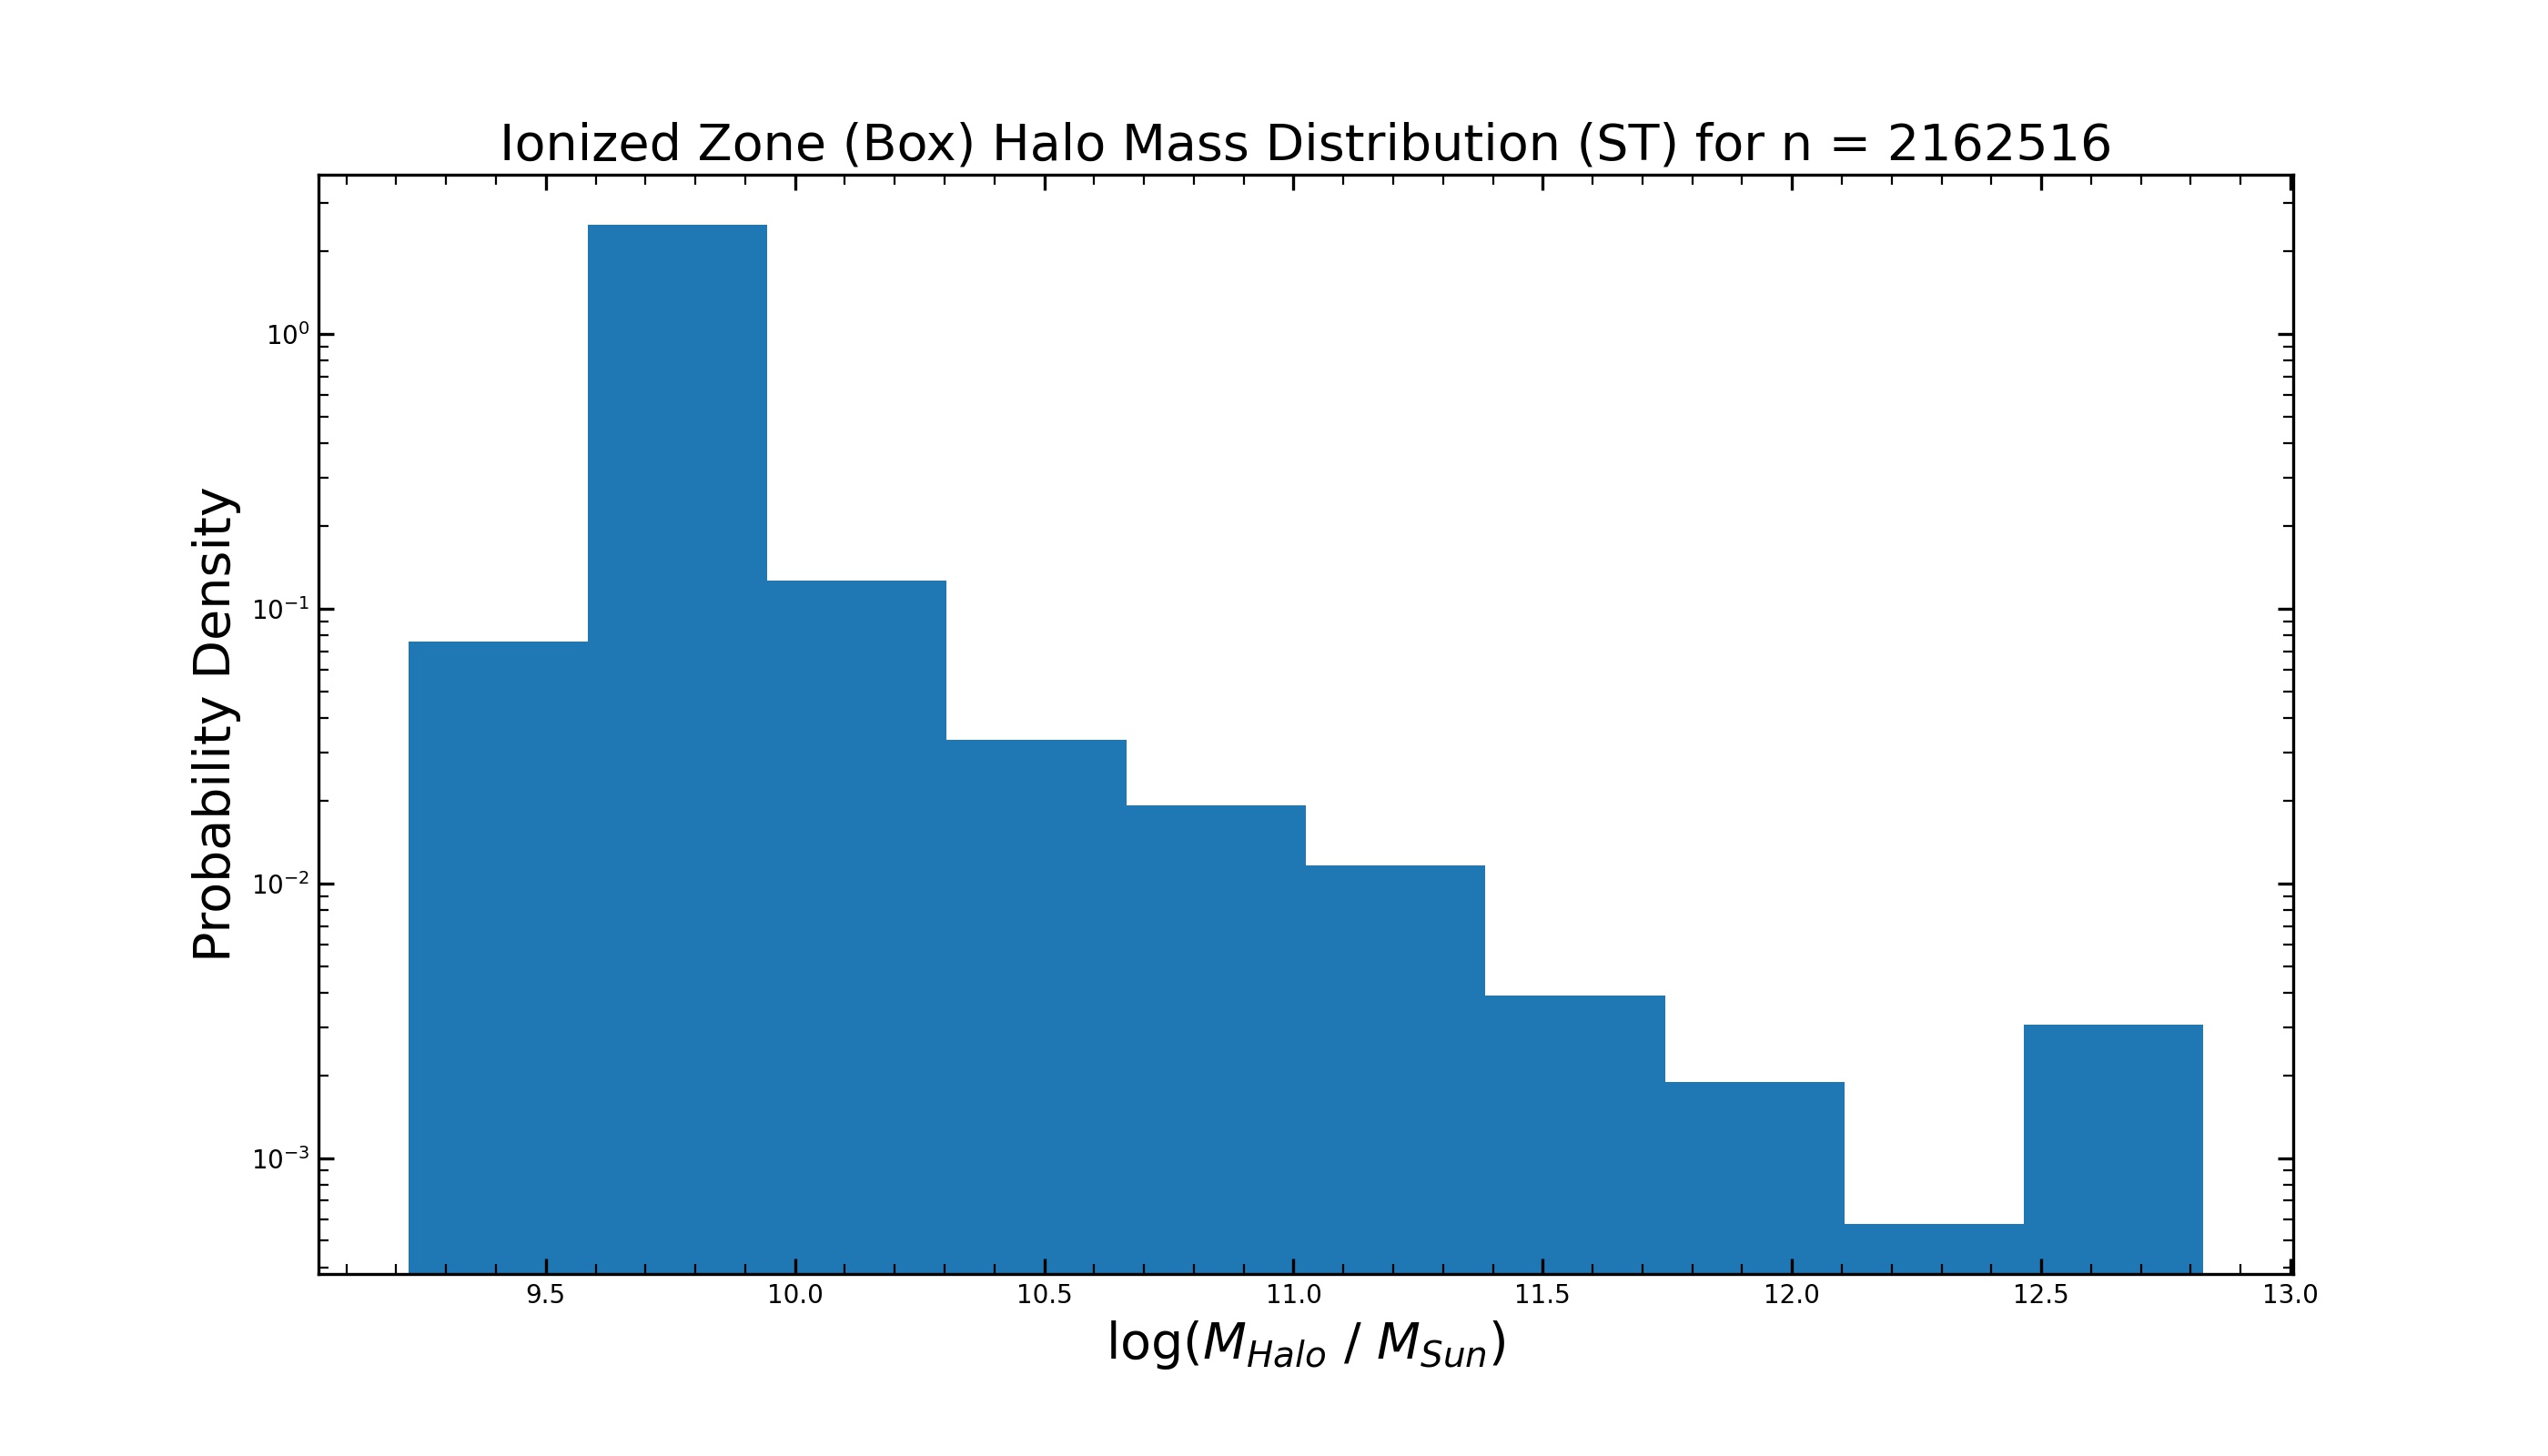 Ionized Zone (Box) Halo Mass Distribution (ST) for n = 2162516
Probability Density
10⁰
10⁻¹
10⁻²
10⁻³
9.5 10.0 10.5 11.0 11.5 12.0 12.5 13.0
log(M_Halo / M_Sun)